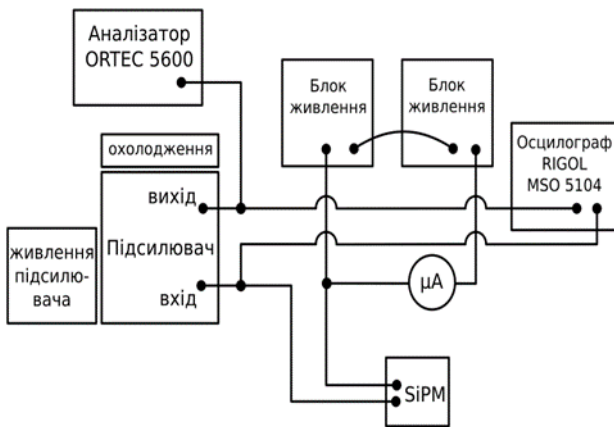 Аналізатор
ORTEC 5600
Блок
живлення
Блок
живлення
Осцилограф
RIGOL
MSO 5104
охолодження
вихід
Підсилювач
вхід
живлення
підсилю-
вача
μA
SiPM